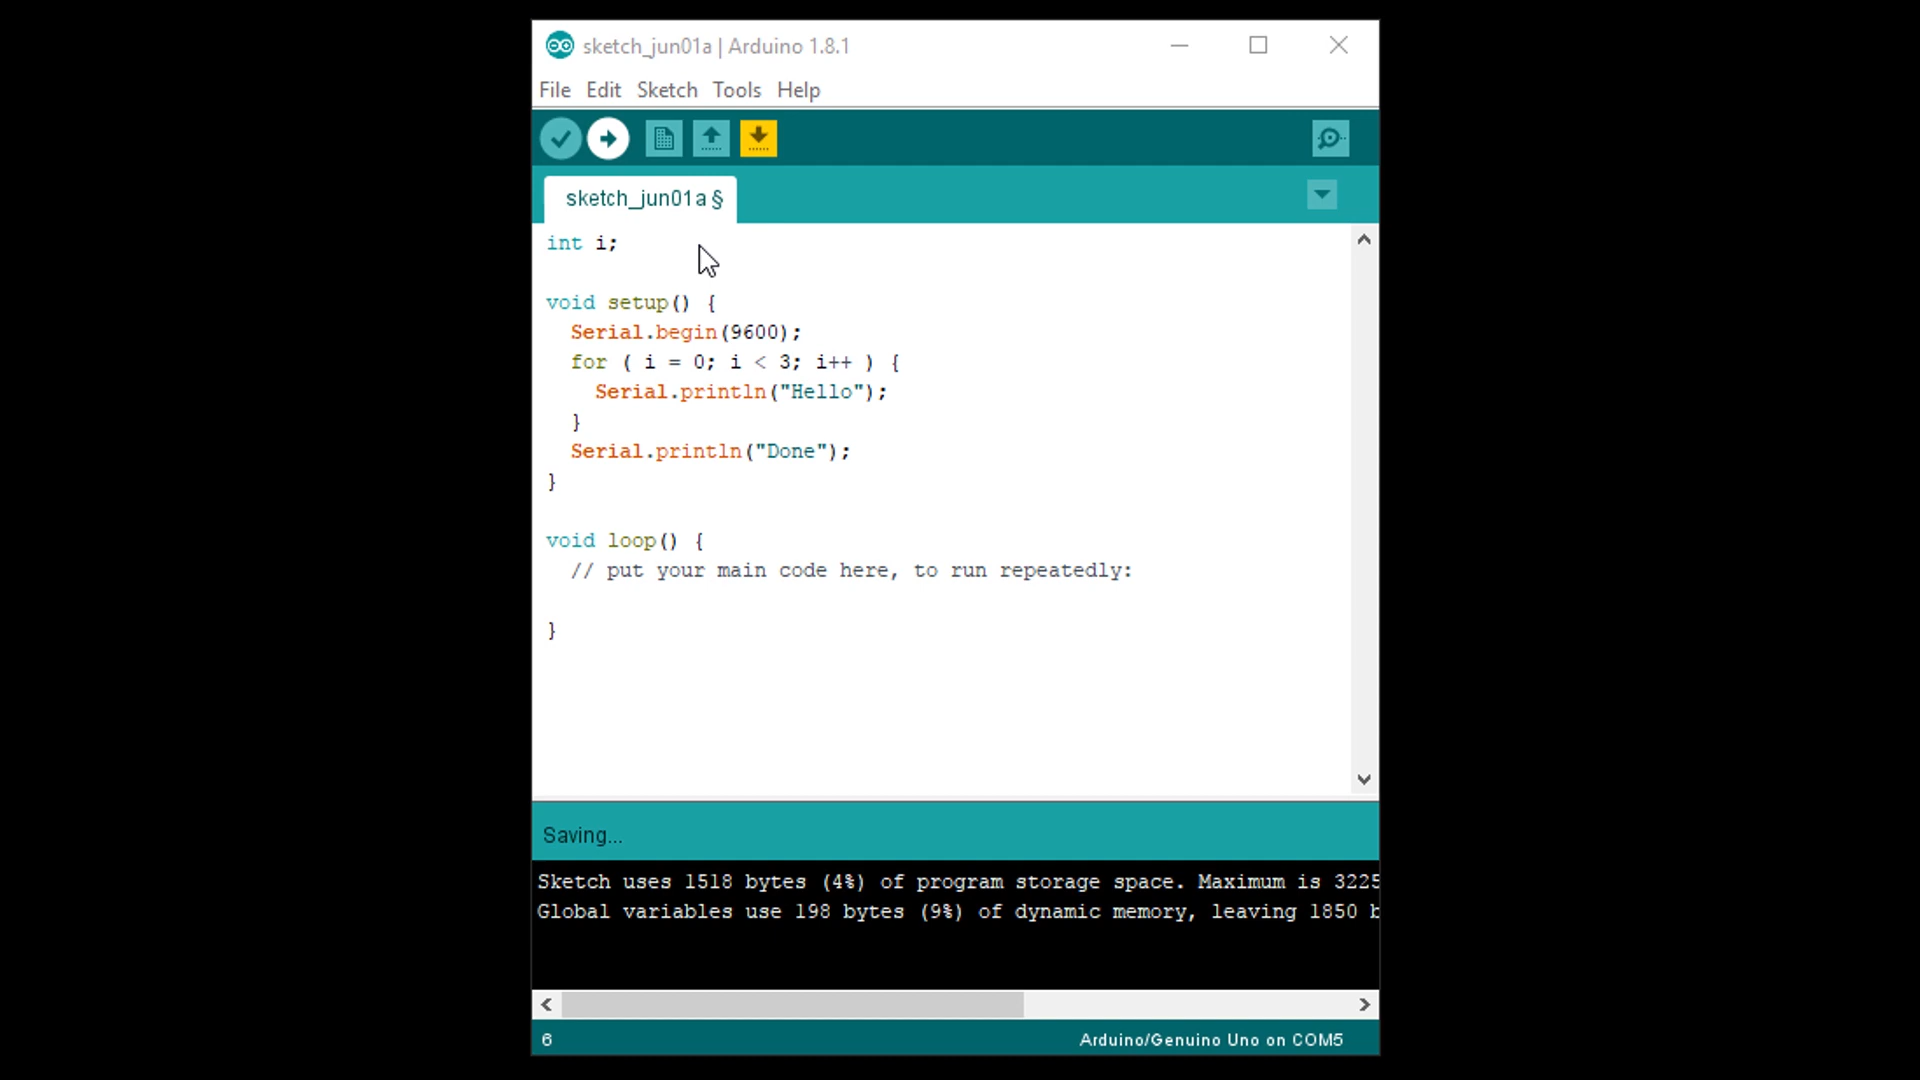 sketch_jun01a | Arduino 1.8.1
File Edit Sketch Tools Help
sketch_jun01a §
int i;
void setup() {
  Serial.begin(9600);
  for ( i = 0; i < 3; i++ ) {
    Serial.println("Hello");
  }
  Serial.println("Done");
}
void loop() {
  // put your main code here, to run repeatedly:
}
Saving...
Sketch uses 1518 bytes (4%) of program storage space. Maximum is 3225
Global variables use 198 bytes (9%) of dynamic memory, leaving 1850 b
6 Arduino/Genuino Uno on COM5